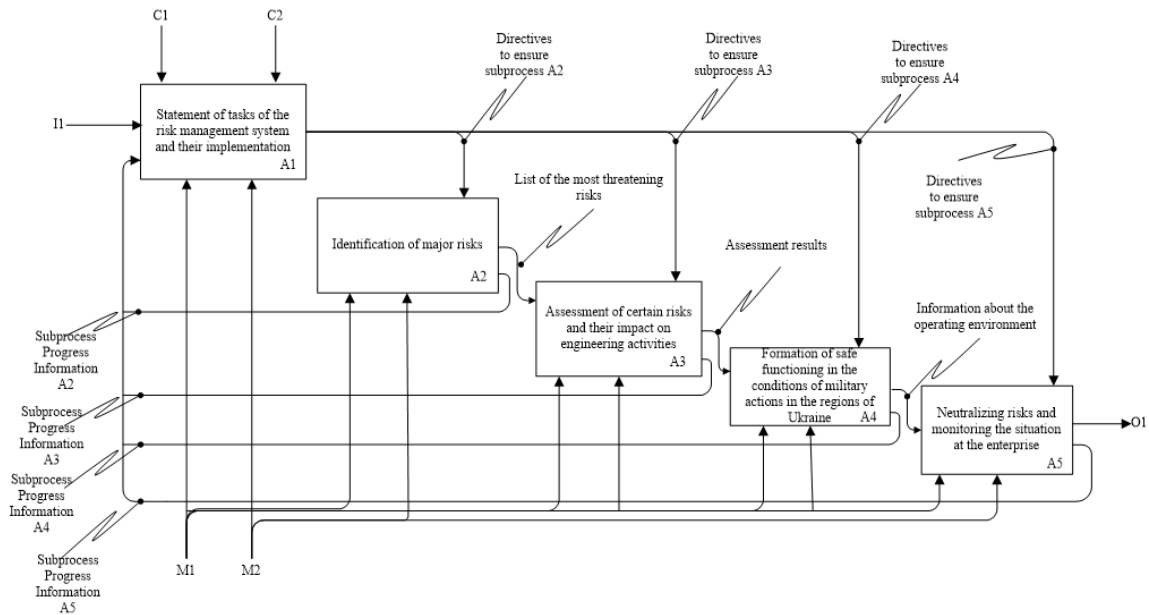 C1
C2
Directives
to ensure
subprocess A2
Directives
to ensure
subprocess A3
Directives
to ensure
subprocess A4
I1
Statement of tasks of the
risk management system
and their implementation
A1
List of the most threatening
risks
Directives
to ensure
subprocess A5
Identification of major risks
A2
Assessment results
Assessment of certain risks
and their impact on
engineering activities
A3
Information about the
operating environment
Subprocess
Progress
Information
A2
Formation of safe
functioning in the
conditions of military
actions in the regions of
Ukraine
A4
Neutralizing risks and
monitoring the situation
at the enterprise
A5
O1
Subprocess
Progress
Information
A3
Subprocess
Progress
Information
A4
Subprocess
Progress
Information
A5
M1
M2